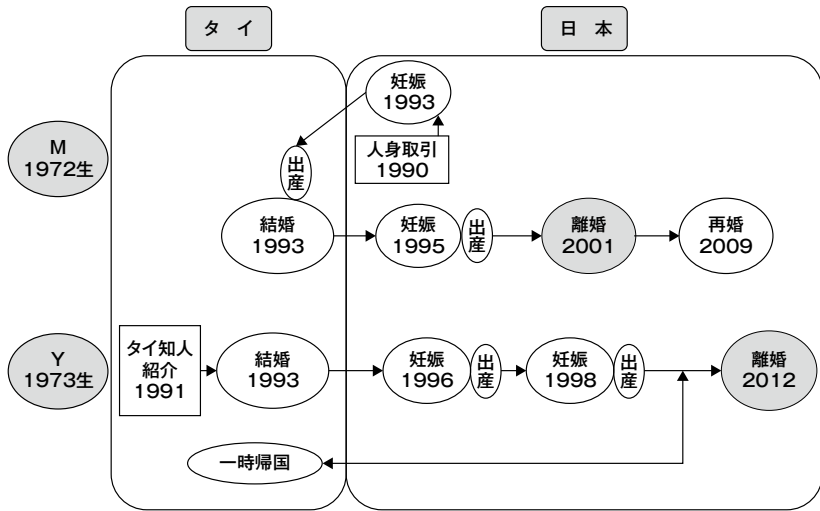 タ イ
日 本
M
1972生
妊娠
1993
人身取引
1990
出産
結婚
1993
妊娠
1995
出産
離婚
2001
再婚
2009
Y
1973生
タイ知人
紹介
1991
結婚
1993
妊娠
1996
出産
妊娠
1998
出産
離婚
2012
一時帰国